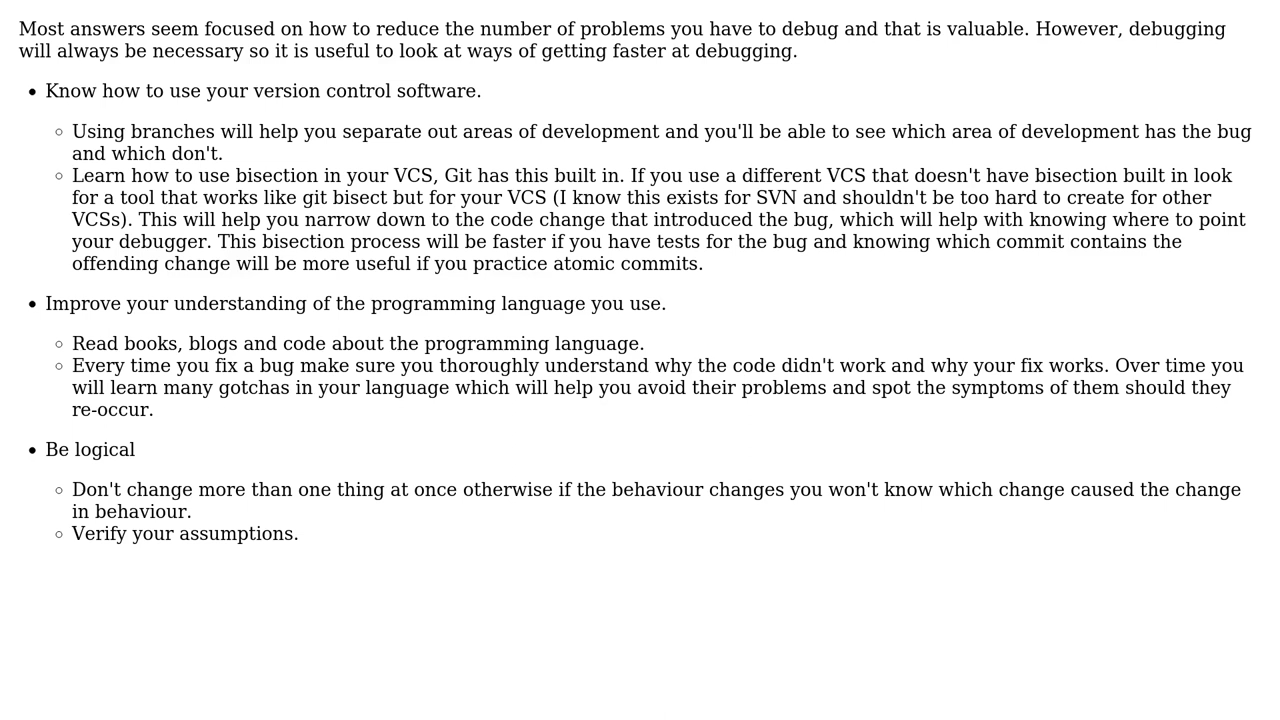 Most answers seem focused on how to reduce the number of problems you have to debug and that is valuable. However, debugging
will always be necessary so it is useful to look at ways of getting faster at debugging.
• Know how to use your version control software.
◦ Using branches will help you separate out areas of development and you'll be able to see which area of development has the bug
and which don't.
◦ Learn how to use bisection in your VCS, Git has this built in. If you use a different VCS that doesn't have bisection built in look
for a tool that works like git bisect but for your VCS (I know this exists for SVN and shouldn't be too hard to create for other
VCSs). This will help you narrow down to the code change that introduced the bug, which will help with knowing where to point
your debugger. This bisection process will be faster if you have tests for the bug and knowing which commit contains the
offending change will be more useful if you practice atomic commits.
• Improve your understanding of the programming language you use.
◦ Read books, blogs and code about the programming language.
◦ Every time you fix a bug make sure you thoroughly understand why the code didn't work and why your fix works. Over time you
will learn many gotchas in your language which will help you avoid their problems and spot the symptoms of them should they
re-occur.
• Be logical
◦ Don't change more than one thing at once otherwise if the behaviour changes you won't know which change caused the change
in behaviour.
◦ Verify your assumptions.